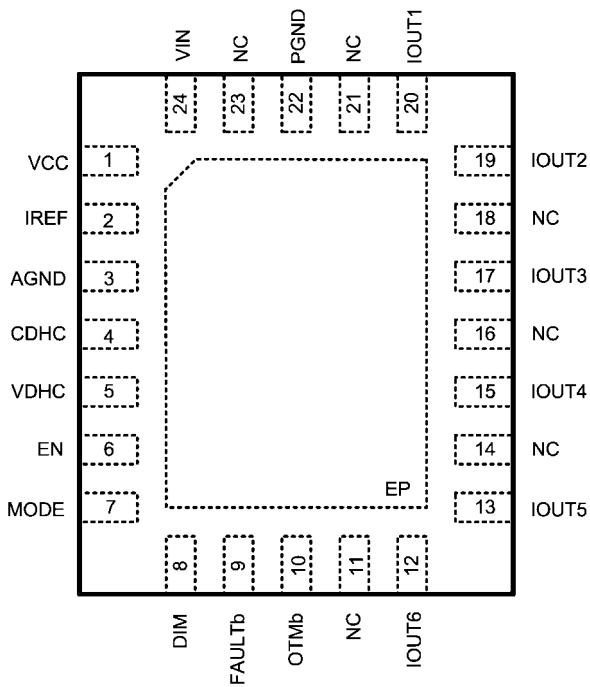 VIN
NC
PGND
NC
IOUT1
24
23
22
21
20
VCC 1
19 IOUT2
IREF 2
18 NC
AGND 3
17 IOUT3
CDHC 4
16 NC
VDHC 5
15 IOUT4
EN 6
14 NC
EP
MODE 7
13 IOUT5
8
9
10
11
12
DIM
FAULTb
OTMb
NC
IOUT6